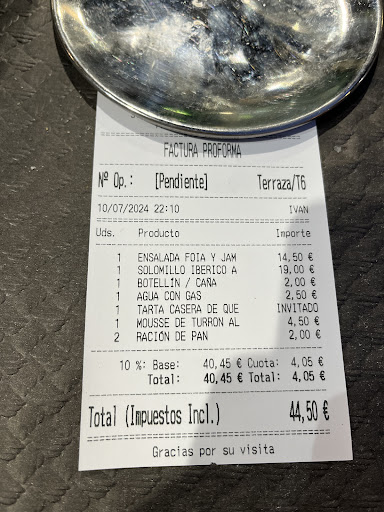 FACTURA PROFORMA
Nº Op.: [Pendiente] Terraza/T6
10/07/2024 22:10 IVAN
Uds. Producto Importe
1 ENSALADA FOIA Y JAM 14,50 €
1 SOLOMILLO IBERICO A 19,00 €
1 BOTELLIN / CAÑA 2,00 €
1 AGUA CON GAS 2,50 €
1 TARTA CASERA DE QUE INVITADO
1 MOUSSE DE TURRON AL 4,50 €
2 RACIÓN DE PAN 2,00 €
10 %: Base: 40,45 € Cuota: 4,05 €
Total: 40,45 € Total: 4,05 €
Total (Impuestos Incl.) 44,50 €
Gracias por su visita